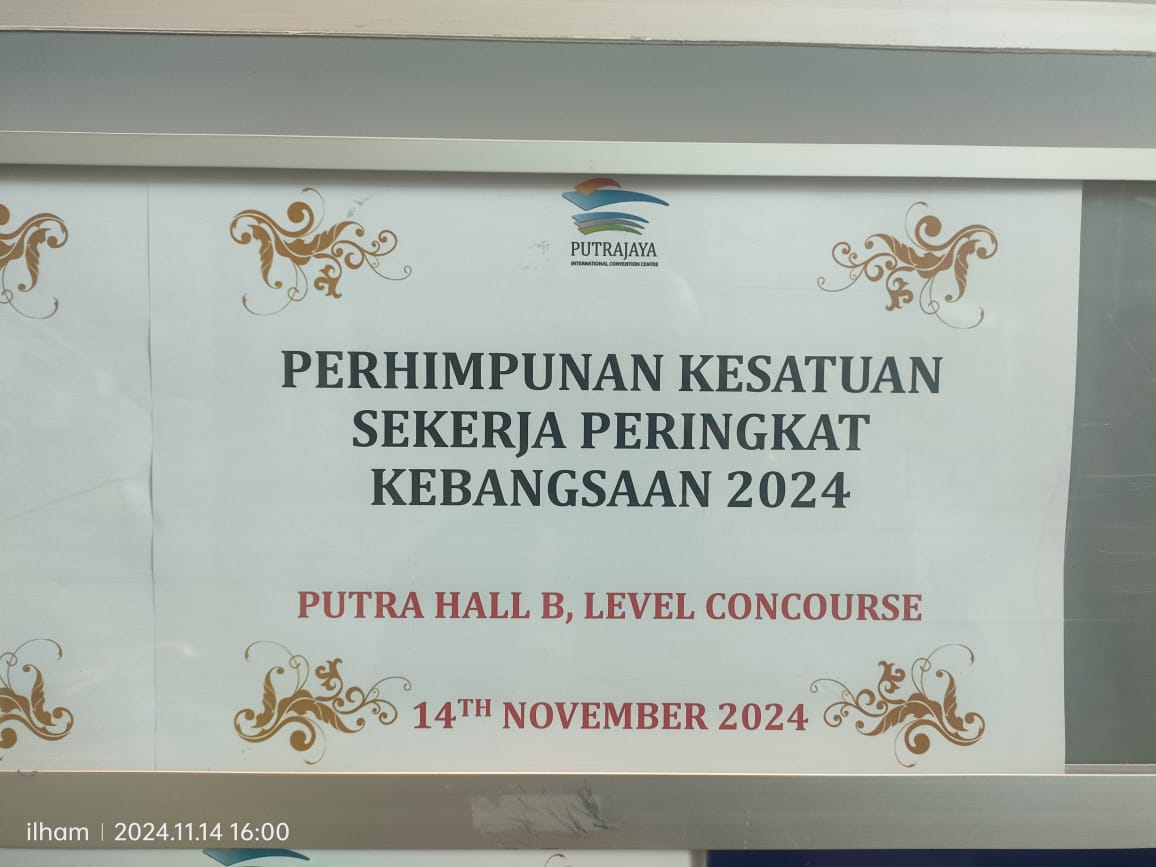 PUTRAJAYA
INTERNATIONAL CONVENTION CENTRE
PERHIMPUNAN KESATUAN
SEKERJA PERINGKAT
KEBANGSAAN 2024
PUTRA HALL B, LEVEL CONCOURSE
14TH NOVEMBER 2024
ilham | 2024.11.14 16:00